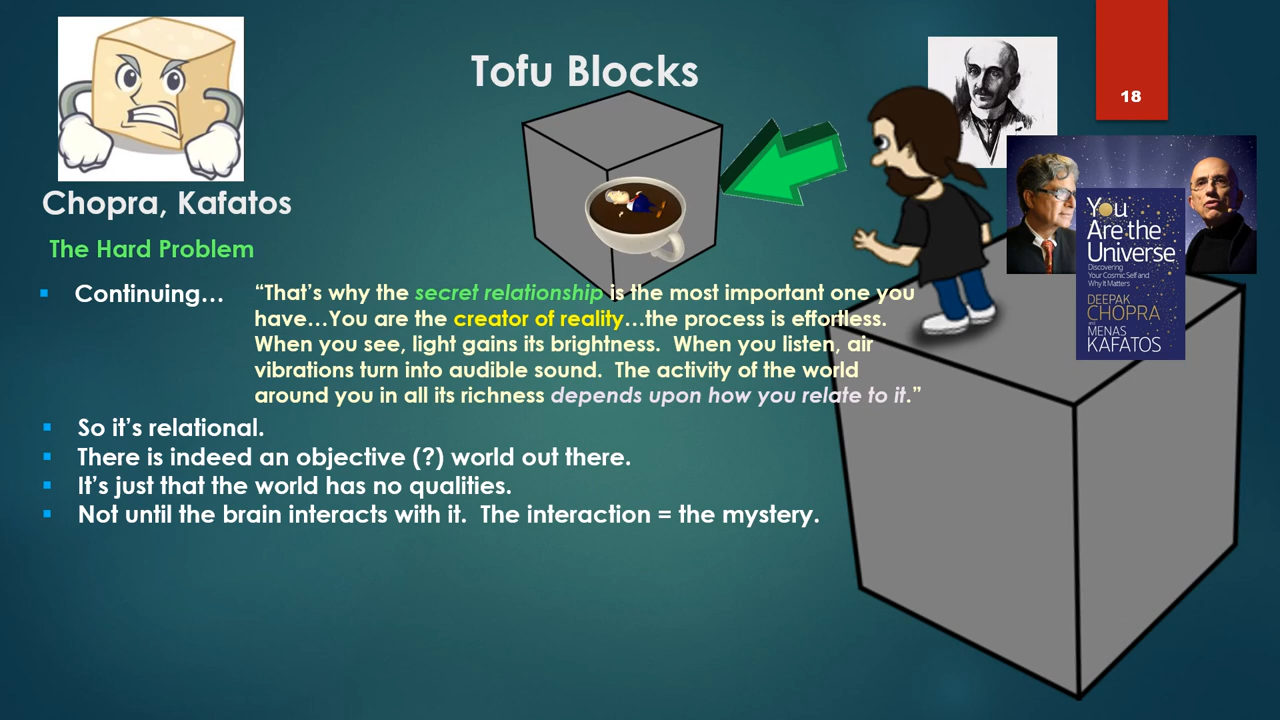 Tofu Blocks
18
Chopra, Kafatos
The Hard Problem
Continuing…
“That’s why the secret relationship is the most important one you
have…You are the creator of reality…the process is effortless.
When you see, light gains its brightness.  When you listen, air
vibrations turn into audible sound.  The activity of the world
around you in all its richness depends upon how you relate to it.”
So it’s relational.
There is indeed an objective (?) world out there.
It’s just that the world has no qualities.
Not until the brain interacts with it.  The interaction = the mystery.
You
Are the
Universe
Discovering
Your Cosmic Self and
Why It Matters
DEEPAK
CHOPRA
and
MENAS
KAFATOS